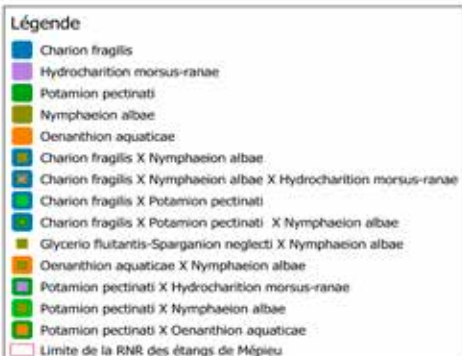 Légende
Charion fragilis
Hydrocharition morsus-ranae
Potamion pectinati
Nymphaeion albae
Oenanthion aquaticae
Charion fragilis X Nymphaeion albae
Charion fragilis X Nymphaeion albae X Hydrocharition morsus-ranae
Charion fragilis X Potamion pectinati
Charion fragilis X Potamion pectinati X Nymphaeion albae
Glycerio fluitantis-Sparganion neglecti X Nymphaeion albae
Oenanthion aquaticae X Nymphaeion albae
Potamion pectinati X Hydrocharition morsus-ranae
Potamion pectinati X Nymphaeion albae
Potamion pectinati X Oenanthion aquaticae
Limite de la RNR des étangs de Mépieu